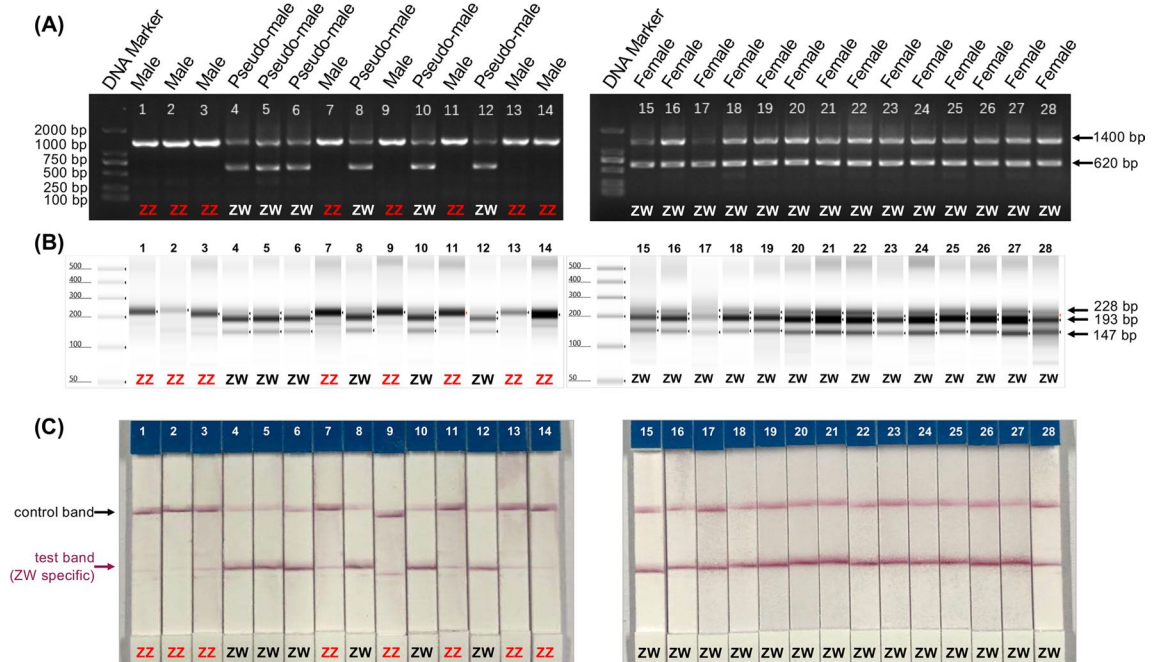 (A)
DNA Marker Male Male Male Pseudo-male Pseudo-male Pseudo-male Male Pseudo-male Male Pseudo-male Male Pseudo-male Male Male
DNA Marker Female Female Female Female Female Female Female Female Female Female Female Female Female Female
1 2 3 4 5 6 7 8 9 10 11 12 13 14
15 16 17 18 19 20 21 22 23 24 25 26 27 28
2000 bp
1000 bp
750 bp
500 bp
250 bp
100 bp
1400 bp
620 bp
ZZ ZZ ZZ ZW ZW ZW ZZ ZW ZZ ZW ZZ ZW ZZ ZZ
ZW ZW ZW ZW ZW ZW ZW ZW ZW ZW ZW ZW ZW ZW
(B)
1 2 3 4 5 6 7 8 9 10 11 12 13 14
15 16 17 18 19 20 21 22 23 24 25 26 27 28
500
400
300
200
100
50
500
400
300
200
100
50
228 bp
193 bp
147 bp
ZZ ZZ ZZ ZW ZW ZW ZZ ZW ZZ ZW ZZ ZW ZZ ZZ
ZW ZW ZW ZW ZW ZW ZW ZW ZW ZW ZW ZW ZW ZW
(C)
1 2 3 4 5 6 7 8 9 10 11 12 13 14
15 16 17 18 19 20 21 22 23 24 25 26 27 28
control band
test band
(ZW specific)
ZZ ZZ ZZ ZW ZW ZW ZZ ZW ZZ ZW ZZ ZW ZZ ZZ
ZW ZW ZW ZW ZW ZW ZW ZW ZW ZW ZW ZW ZW ZW